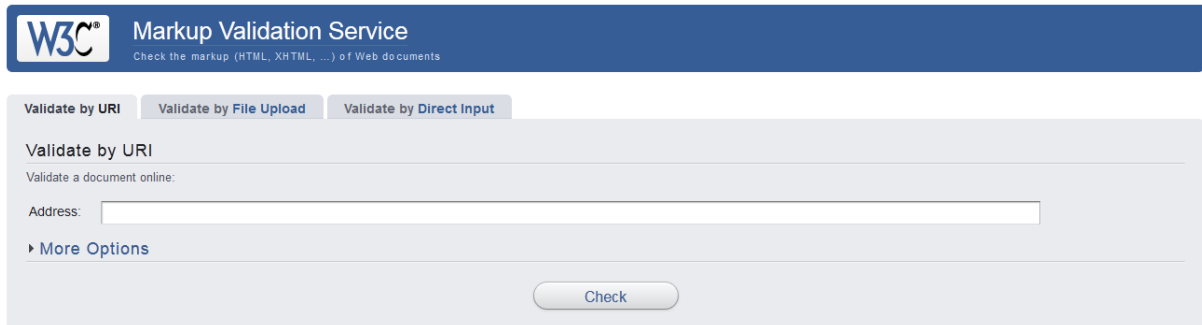 W3C®
Markup Validation Service
Check the markup (HTML, XHTML, ...) of Web documents
Validate by URI Validate by File Upload Validate by Direct Input
Validate by URI
Validate a document online:
Address:
More Options
Check